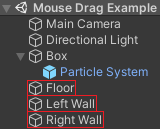 Mouse Drag Example
Main Camera
Directional Light
Box
Particle System
Floor
Left Wall
Right Wall